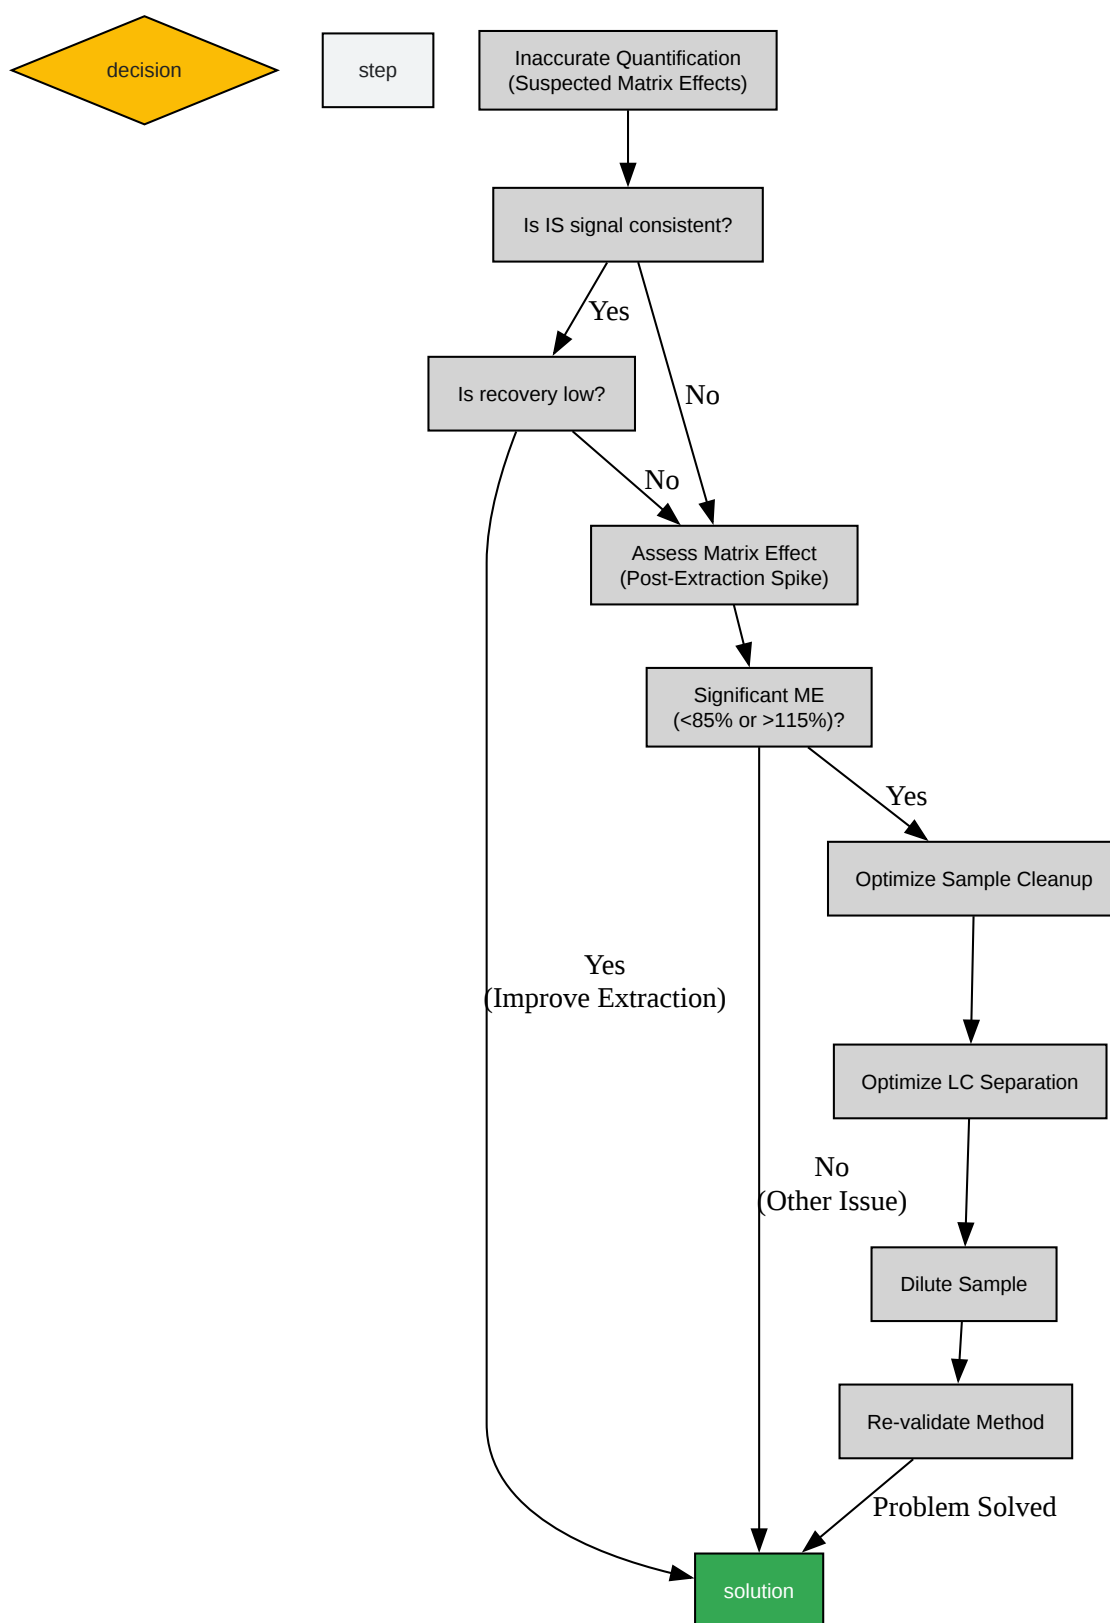 decision
step
Inaccurate Quantification
(Suspected Matrix Effects)
Is IS signal consistent?
Yes
Is recovery low?
No
No
Assess Matrix Effect
(Post-Extraction Spike)
Significant ME
(<85% or >115%)?
Yes
Optimize Sample Cleanup
Yes
(Improve Extraction)
Optimize LC Separation
No
(Other Issue)
Dilute Sample
Re-validate Method
Problem Solved
solution